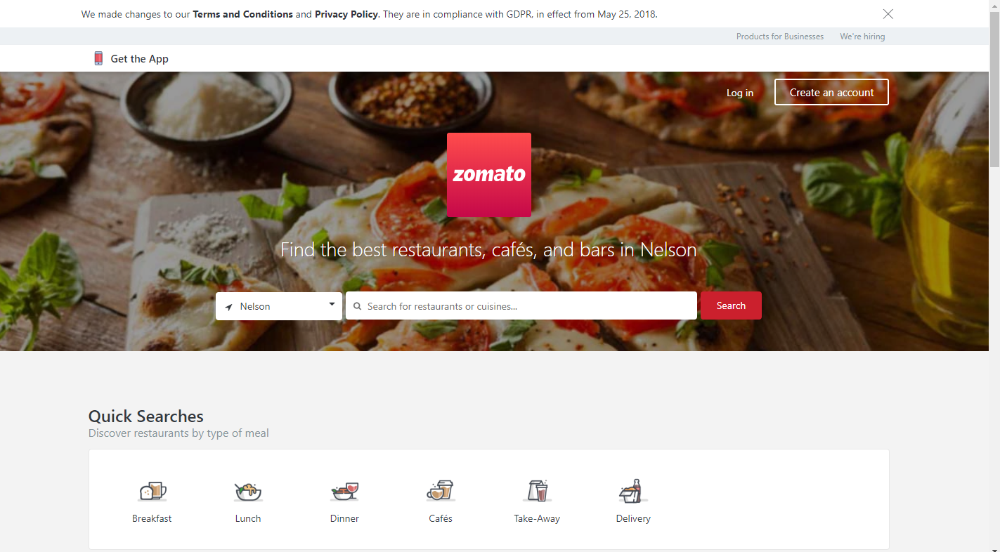 We made changes to our Terms and Conditions and Privacy Policy. They are in compliance with GDPR, in effect from May 25, 2018.
Products for Businesses We're hiring
Get the App
Log in Create an account
zomato
Find the best restaurants, cafés, and bars in Nelson
Nelson Search for restaurants or cuisines... Search
Quick Searches
Discover restaurants by type of meal
Breakfast Lunch Dinner Cafés Take-Away Delivery